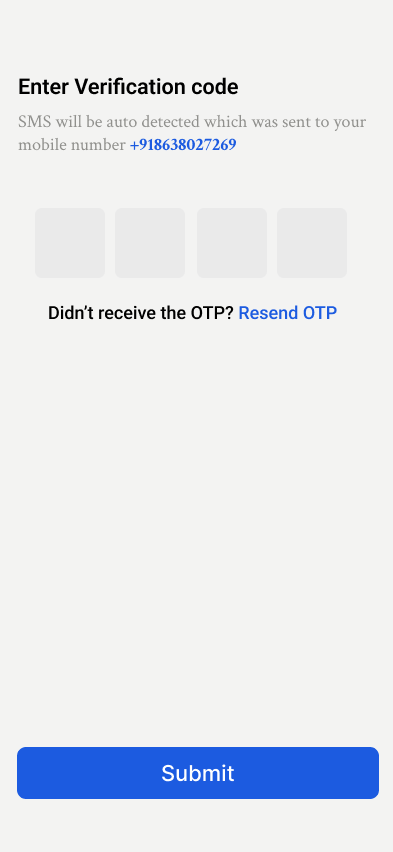 Enter Verification code
SMS will be auto detected which was sent to your
mobile number +918638027269
Didn’t receive the OTP? Resend OTP
Submit